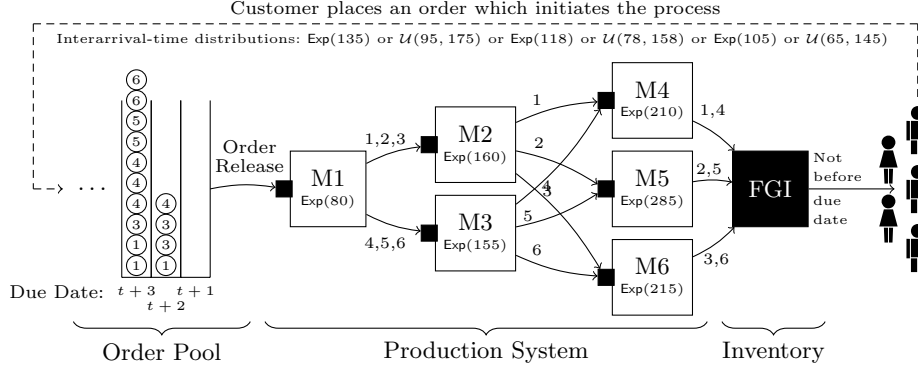 Customer places an order which initiates the process
Interarrival-time distributions: Exp(135) or U(95, 175) or Exp(118) or U(78, 158) or Exp(105) or U(65, 145)
6
6
5
5
4
4
4
3
1
1
4
3
3
1
...
Due Date:
t + 3
t + 2
t + 1
Order
Release
M1
Exp(80)
1,2,3
4,5,6
M2
Exp(160)
M3
Exp(155)
1
2
3
4
5
6
M4
Exp(210)
M5
Exp(285)
M6
Exp(215)
1,4
2,5
3,6
FGI
Not
before
due
date
Order Pool
Production System
Inventory